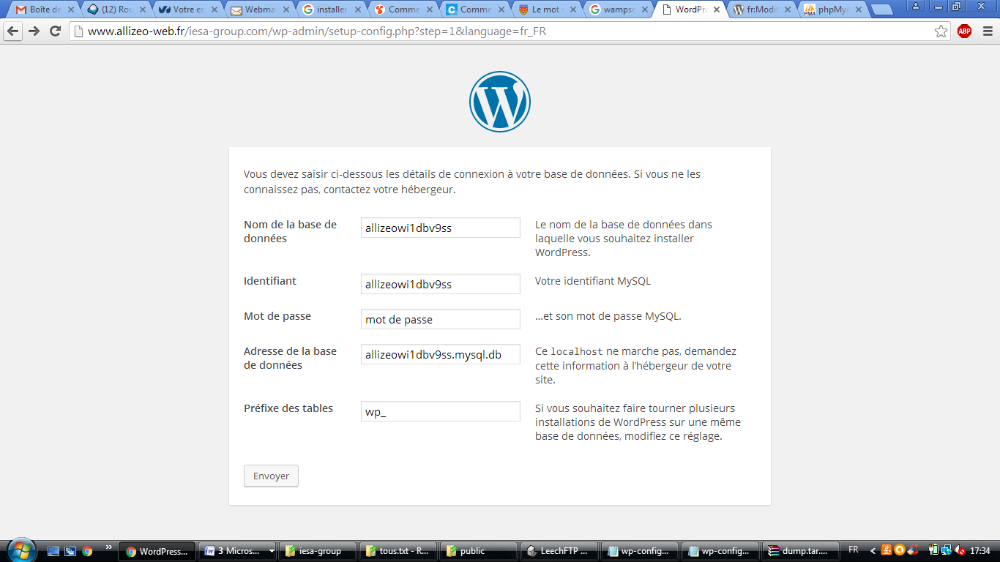 Boîte de
(12) Rou
Votre es
Webma
installer
Comme
Comme
Le mot
wampse
WordPr
fr:Modif
phpMyA
www.allizeo-web.fr/iesa-group.com/wp-admin/setup-config.php?step=1&language=fr_FR
ABP
Vous devez saisir ci-dessous les détails de connexion à votre base de données. Si vous ne les
connaissez pas, contactez votre hébergeur.
Nom de la base de
données
allizeowi1dbv9ss
Le nom de la base de données dans
laquelle vous souhaitez installer
WordPress.
Identifiant
allizeowi1dbv9ss
Votre identifiant MySQL
Mot de passe
mot de passe
…et son mot de passe MySQL.
Adresse de la base
de données
allizeowi1dbv9ss.mysql.db
Ce localhost ne marche pas, demandez
cette information à l’hébergeur de votre
site.
Préfixe des tables
wp_
Si vous souhaitez faire tourner plusieurs
installations de WordPress sur une même
base de données, modifiez ce réglage.
Envoyer
WordPress...
3 Micros...
iesa-group
tous.txt - R...
public
LeechFTP ...
wp-config...
wp-config...
dump.tar....
FR
17:34